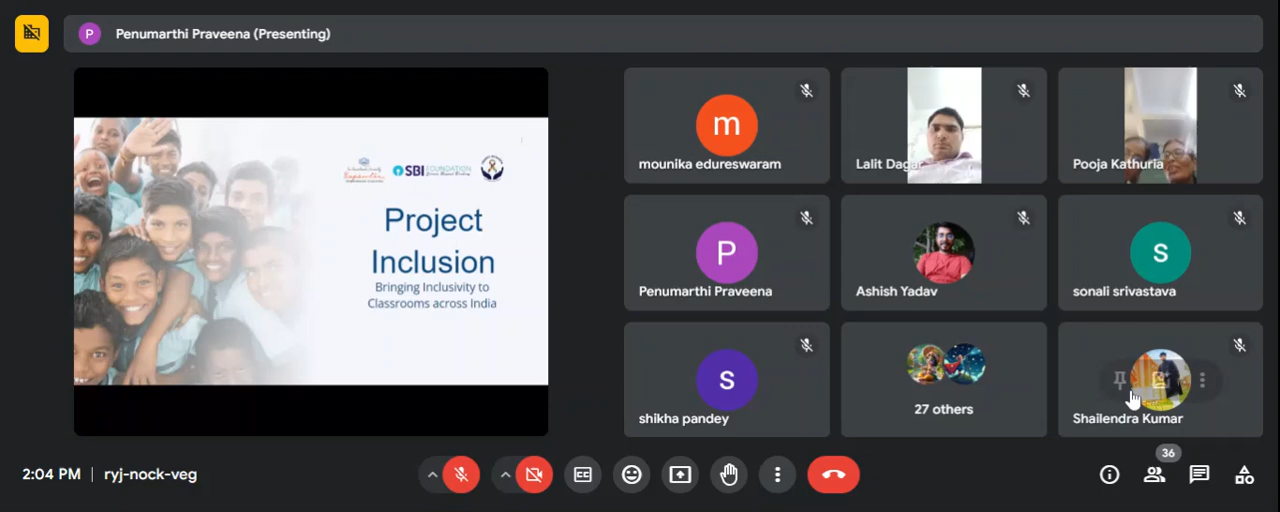 P Penumarthi Praveena (Presenting)
SBI FOUNDATION
Project
Inclusion
Bringing Inclusivity to
Classrooms across India
m
mounika edureswaram
Lalit Dagar
Pooja Kathuria
P
Penumarthi Praveena
Ashish Yadav
s
sonali srivastava
s
shikha pandey
27 others
Shailendra Kumar
2:04 PM | ryj-nock-veg
36